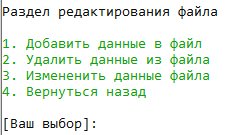 Раздел редактирования файла
1. Добавить данные в файл
2. Удалить данные из файла
3. Измененить данные файла
4. Вернуться назад
[Ваш выбор]: